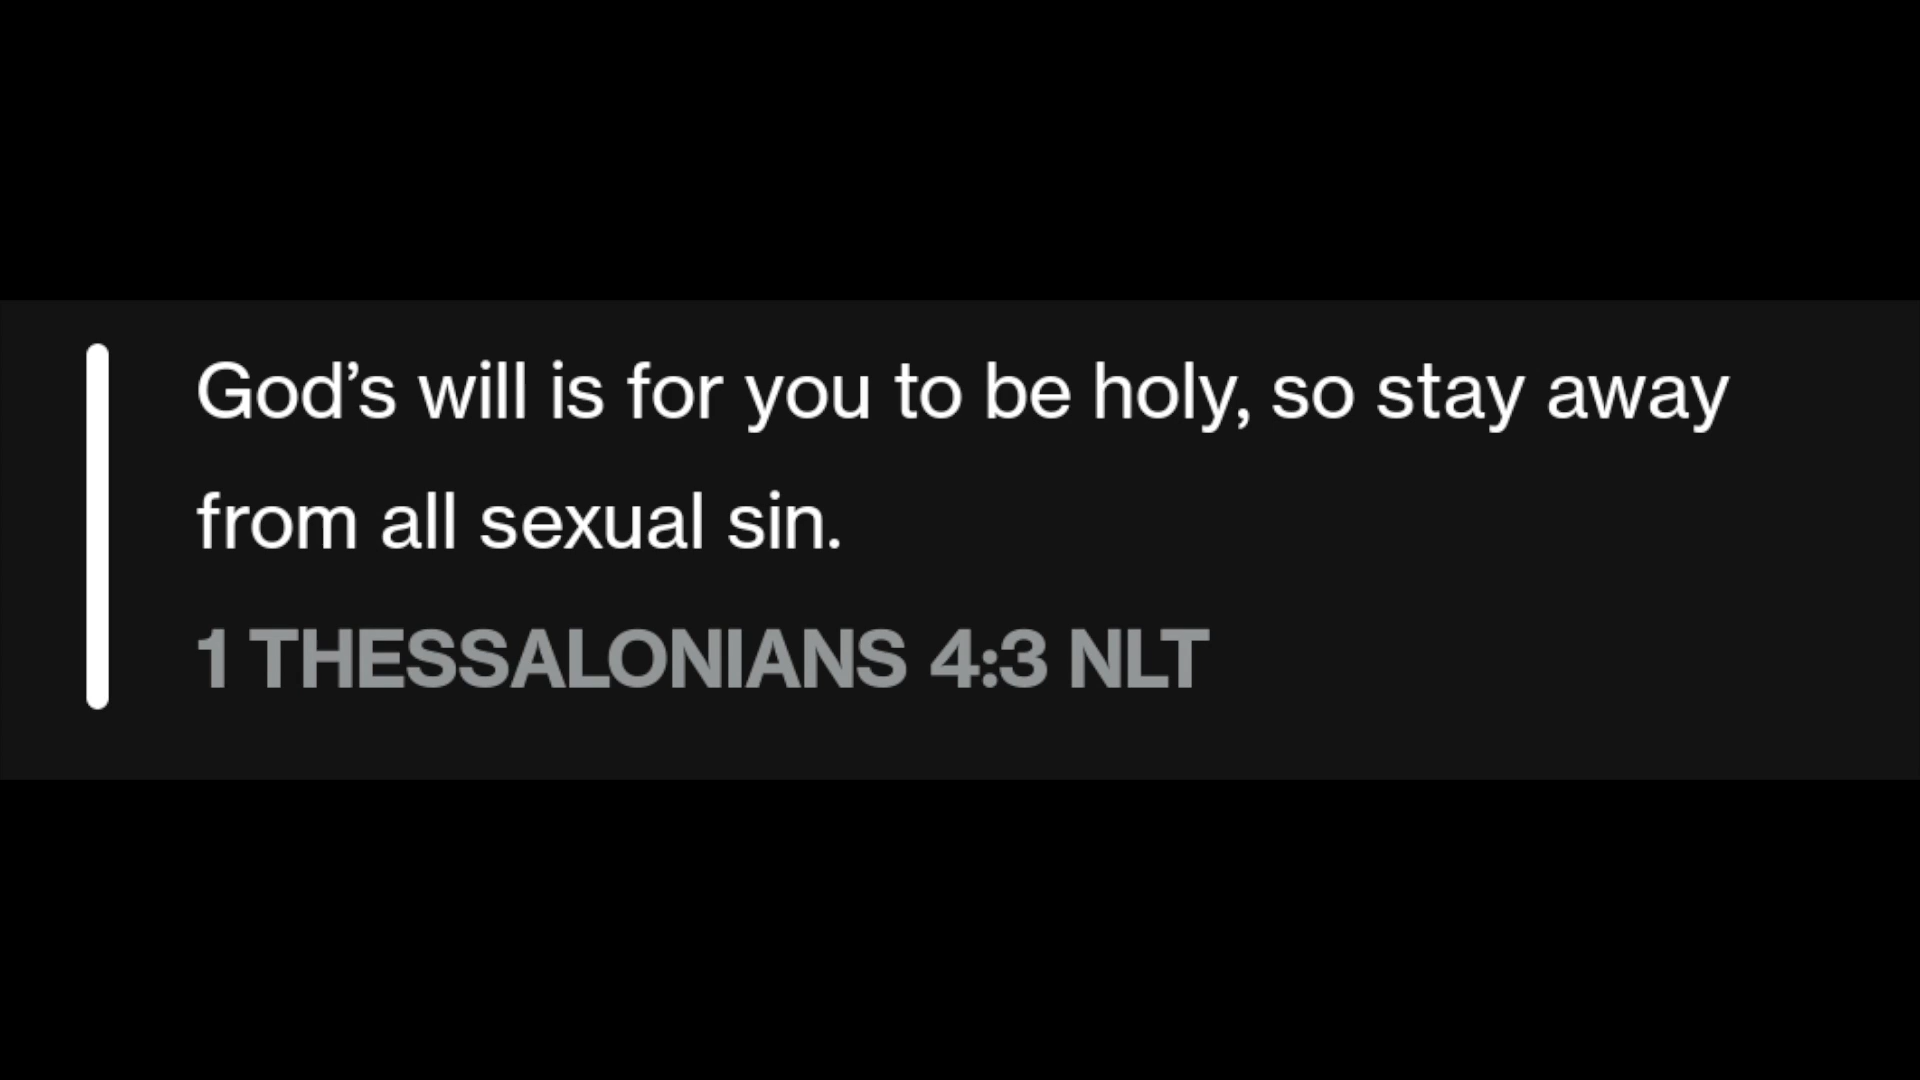 God’s will is for you to be holy, so stay away
from all sexual sin.
1 THESSALONIANS 4:3 NLT